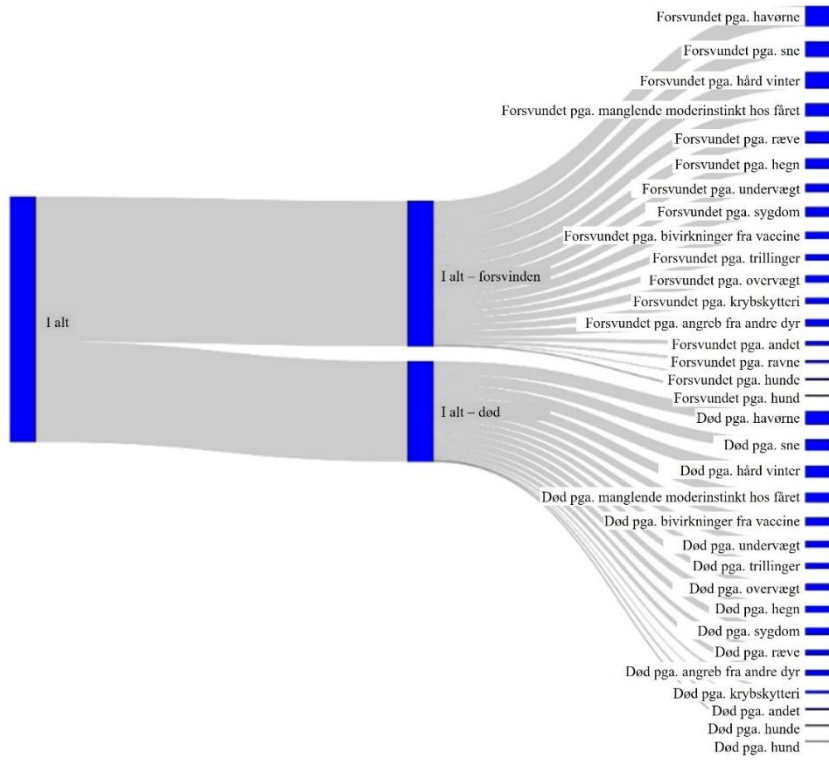 I alt
I alt – forsvinden
I alt – død
Forsvundet pga. havørne
Forsvundet pga. sne
Forsvundet pga. hård vinter
Forsvundet pga. manglende moderinstinkt hos fåret
Forsvundet pga. ræve
Forsvundet pga. hegn
Forsvundet pga. undervægt
Forsvundet pga. sygdom
Forsvundet pga. bivirkninger fra vaccine
Forsvundet pga. trillinger
Forsvundet pga. overvægt
Forsvundet pga. krybskytteri
Forsvundet pga. angreb fra andre dyr
Forsvundet pga. andet
Forsvundet pga. ravne
Forsvundet pga. hunde
Forsvundet pga. hund
Død pga. havørne
Død pga. sne
Død pga. hård vinter
Død pga. manglende moderinstinkt hos fåret
Død pga. bivirkninger fra vaccine
Død pga. undervægt
Død pga. trillinger
Død pga. overvægt
Død pga. hegn
Død pga. sygdom
Død pga. ræve
Død pga. angreb fra andre dyr
Død pga. krybskytteri
Død pga. andet
Død pga. hunde
Død pga. hund